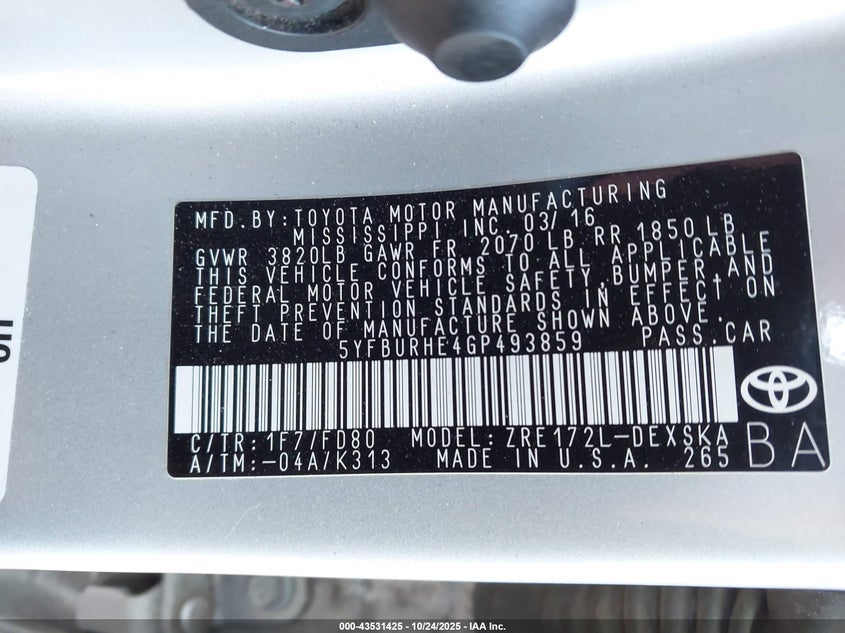 MFD. BY: TOYOTA MOTOR MANUFACTURING
MISSISSIPPI INC. 03/16
GVWR 3820LB GAWR FR 2070 LB RR 1850 LB
THIS VEHICLE CONFORMS TO ALL APPLICABLE
FEDERAL MOTOR VEHICLE SAFETY, BUMPER, AND
THEFT PREVENTION STANDARDS IN EFFECT ON
THE DATE OF MANUFACTURE SHOWN ABOVE.
5YFBURHE4GP493859 PASS. CAR
C/TR: 1F7/FD80 MODEL: ZRE172L-DEXSKA
A/TM: -04A/K313 MADE IN U.S.A. 265
BA
000-43531425 | 10/24/2025 | IAA Inc.